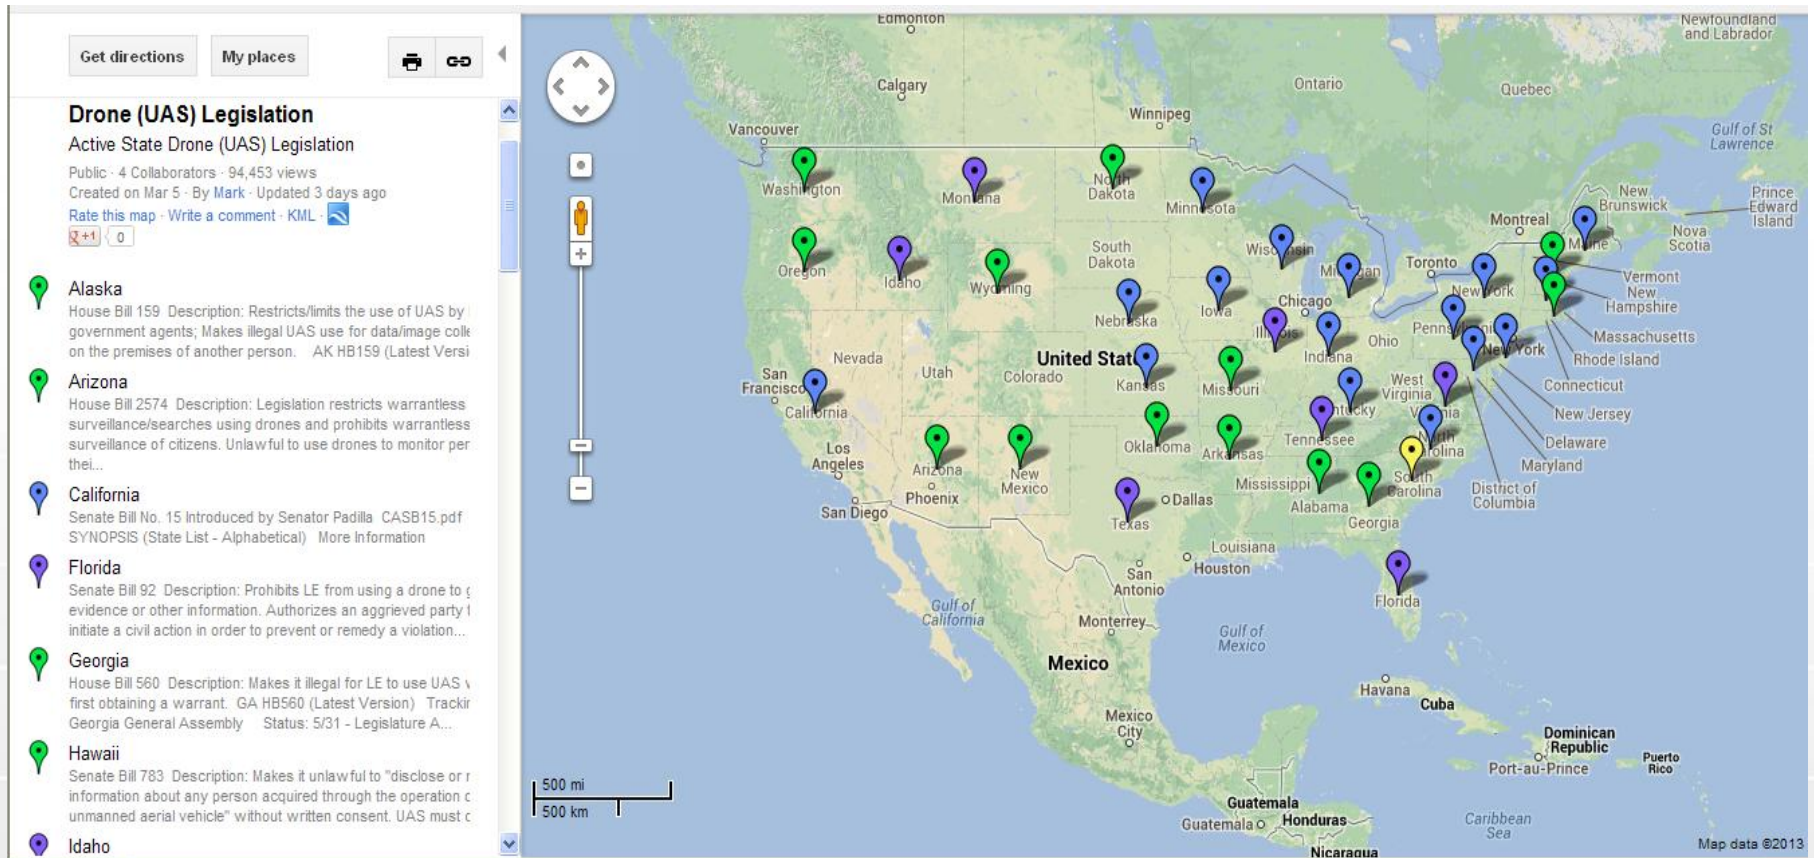 Get directions
My places
Drone (UAS) Legislation
Active State Drone (UAS) Legislation
Public · 4 Collaborators · 94,453 views
Created on Mar 5 · By Mark · Updated 3 days ago
Rate this map · Write a comment · KML ·
+1 0
Alaska
House Bill 159 Description: Restricts/limits the use of UAS by
government agents; Makes illegal UAS use for data/image colle
on the premises of another person. AK HB159 (Latest Versi
Arizona
House Bill 2574 Description: Legislation restricts warrantless
surveillance/searches using drones and prohibits warrantless
surveillance of citizens. Unlawful to use drones to monitor per
thei...
California
Senate Bill No. 15 Introduced by Senator Padilla CASB15.pdf
SYNOPSIS (State List - Alphabetical) More Information
Florida
Senate Bill 92 Description: Prohibits LE from using a drone to g
evidence or other information. Authorizes an aggrieved party t
initiate a civil action in order to prevent or remedy a violation...
Georgia
House Bill 560 Description: Makes it illegal for LE to use UAS w
first obtaining a warrant. GA HB560 (Latest Version) Trackin
Georgia General Assembly Status: 5/31 - Legislature A...
Hawaii
Senate Bill 783 Description: Makes it unlawful to "disclose or r
information about any person acquired through the operation o
unmanned aerial vehicle" without written consent. UAS must c
Idaho
Edmonton
Newfoundland
and Labrador
Calgary
Ontario
Quebec
Winnipeg
Vancouver
Gulf of St
Lawrence
Washington
Montana
North
Dakota
Minnesota
New
Brunswick
Prince
Edward
Island
Montreal
Maine
Nova
Scotia
Oregon
Idaho
Wyoming
South
Dakota
Wisconsin
Michigan
Toronto
New York
Vermont
New
Hampshire
Nebraska
Iowa
Chicago
Illinois
Indiana
Ohio
Pennsylvania
New York
Massachusetts
Rhode Island
Connecticut
Nevada
Utah
Colorado
United Stat
Kansas
Missouri
West
Virginia
Virginia
New Jersey
San
Francisco
California
ntucky
Tennessee
North
rolina
Delaware
Maryland
District of
Columbia
Los
Angeles
Arizona
Phoenix
New
Mexico
Oklahoma
Arkansas
Mississippi
Alabama
Georgia
South
Carolina
San Diego
Texas
Dallas
Louisiana
Houston
San
Antonio
Florida
Gulf of
California
Monterrey
Gulf of
Mexico
Mexico
Havana
Cuba
Mexico
City
Dominican
Republic
Port-au-Prince
Puerto
Rico
500 mi
500 km
Guatemala
Guatemala
Honduras
Caribbean
Sea
Nicaragua
Map data ©2013